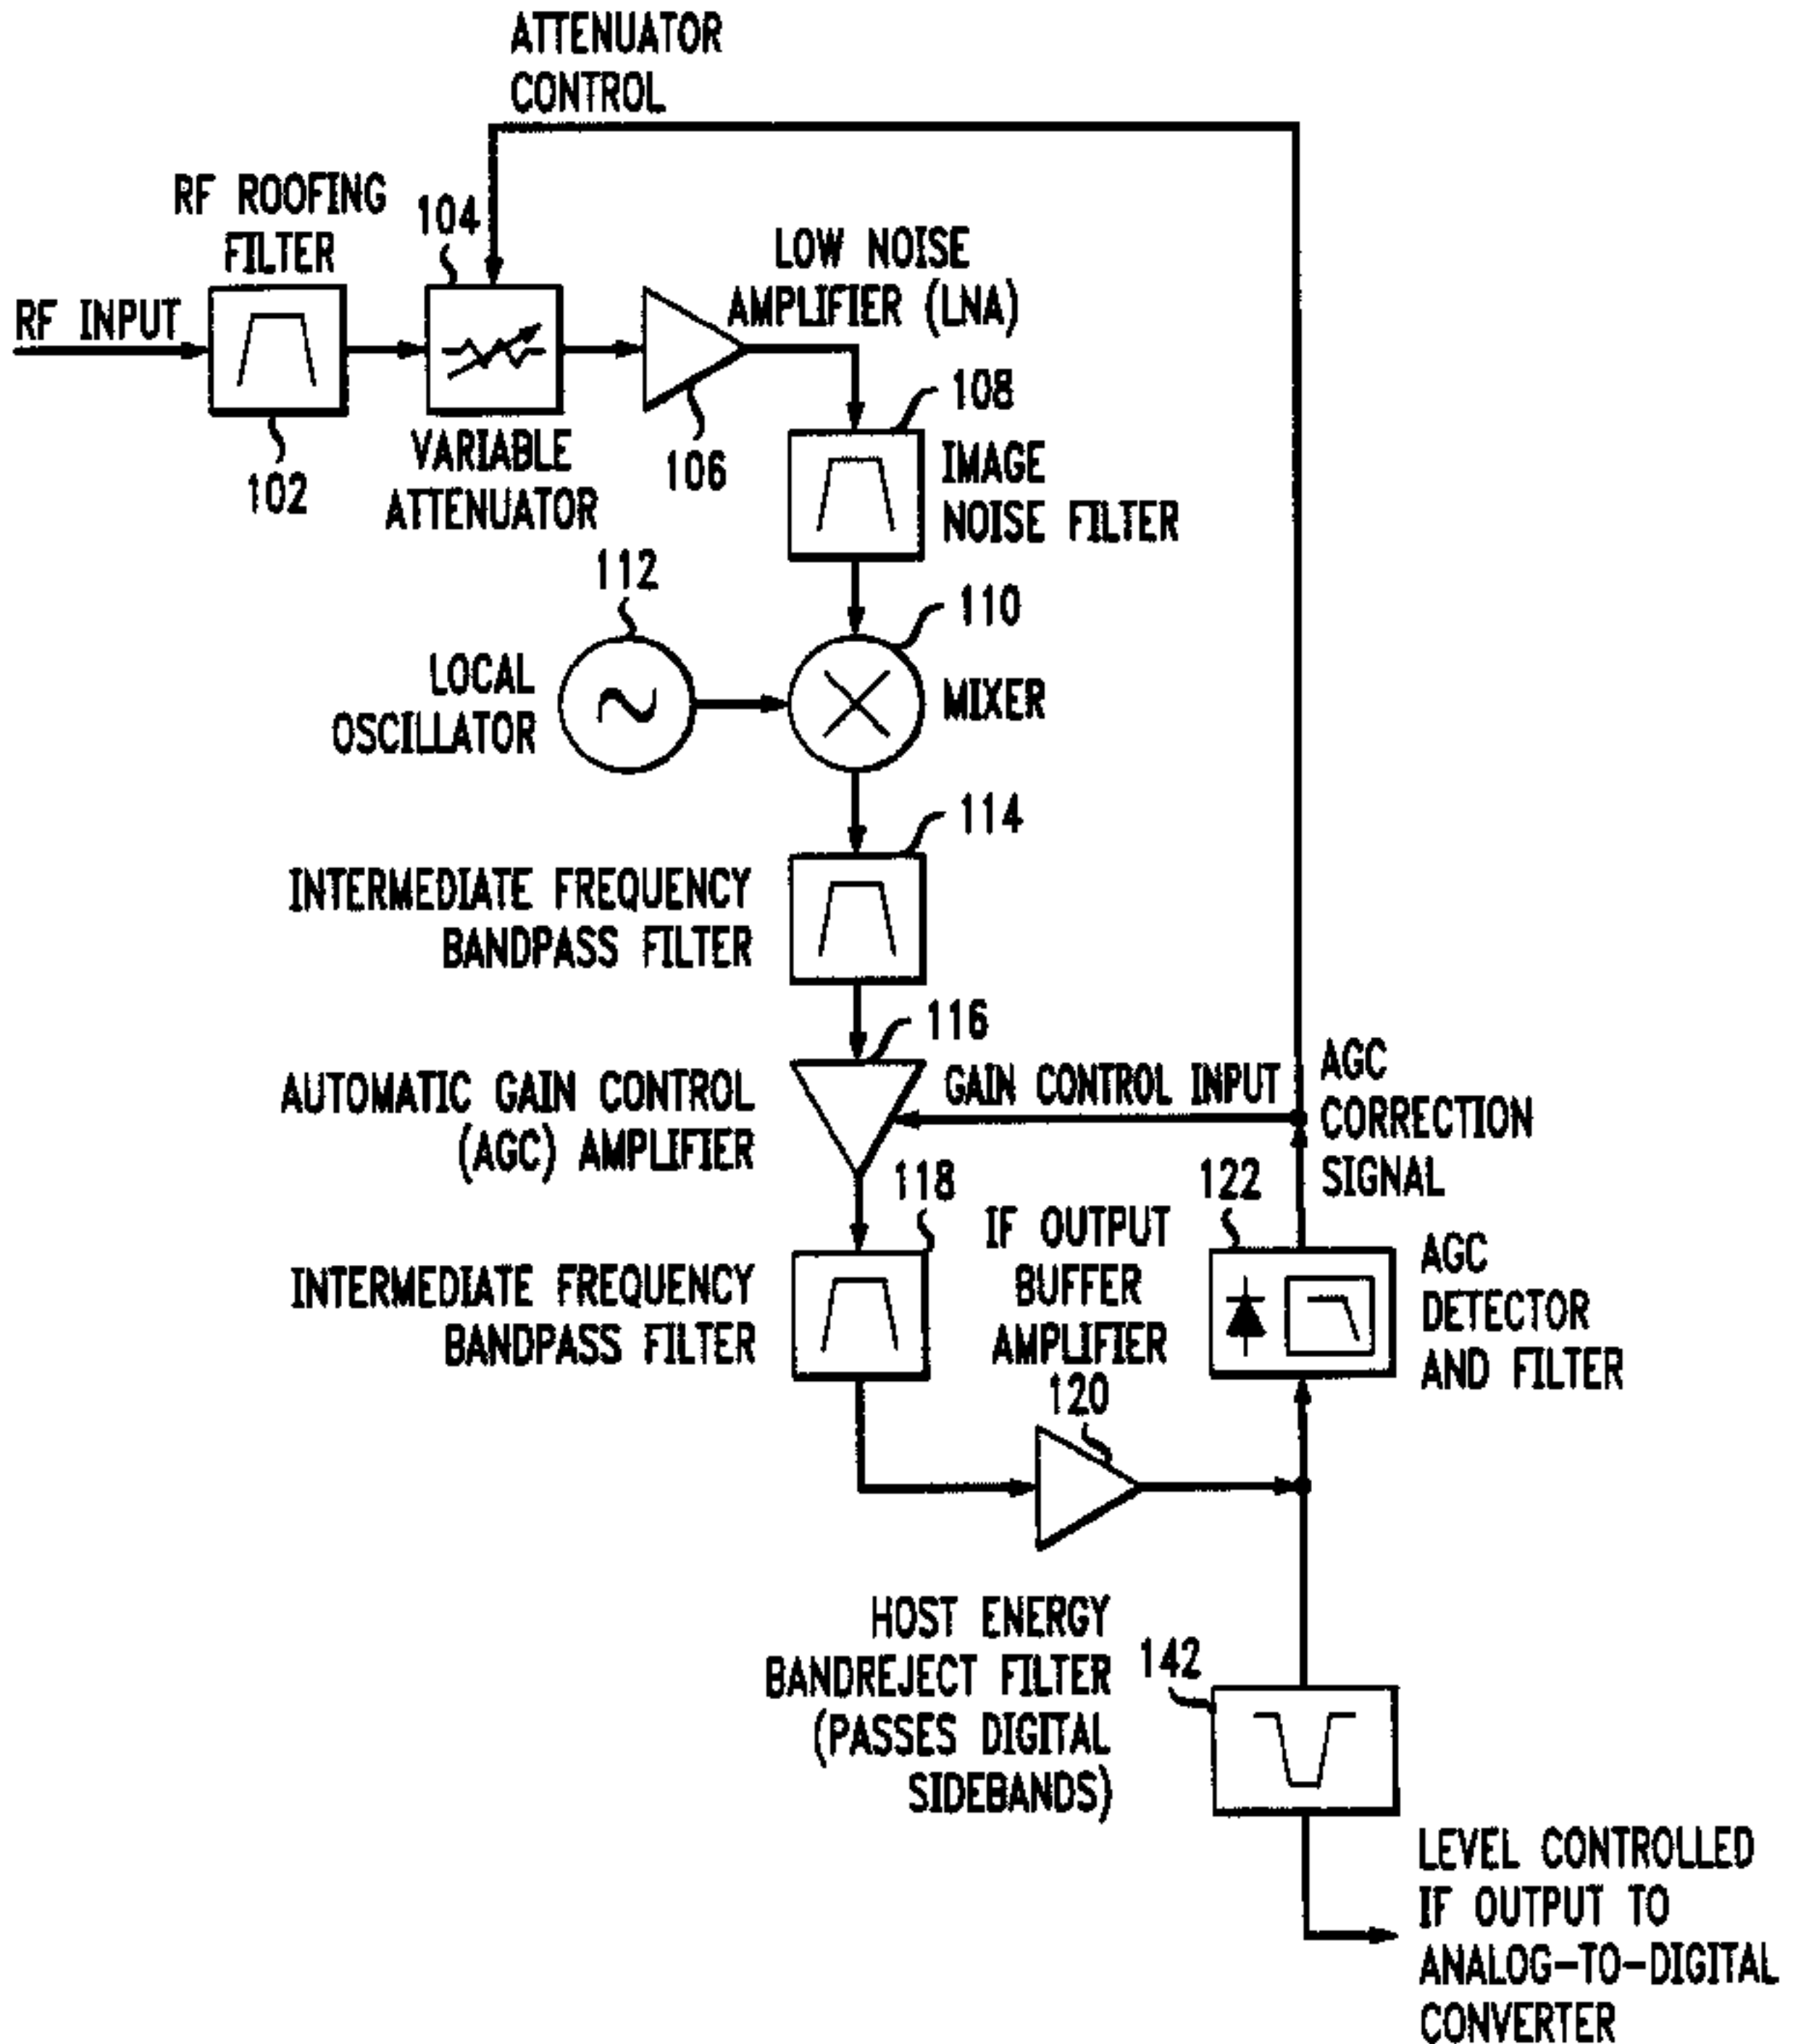 ATTENUATOR
CONTROL
RF ROOFING
FILTER
104
LOW NOISE
AMPLIFIER (LNA)
RF INPUT
102
VARIABLE
ATTENUATOR
106
108
IMAGE
NOISE FILTER
112
110
LOCAL
OSCILLATOR
MIXER
114
INTERMEDIATE FREQUENCY
BANDPASS FILTER
116
AUTOMATIC GAIN CONTROL
(AGC) AMPLIFIER
GAIN CONTROL INPUT
AGC
CORRECTION
SIGNAL
118
122
INTERMEDIATE FREQUENCY
BANDPASS FILTER
IF OUTPUT
BUFFER
AMPLIFIER
120
AGC
DETECTOR
AND FILTER
HOST ENERGY
BANDREJECT FILTER
(PASSES DIGITAL
SIDEBANDS)
142
LEVEL CONTROLLED
IF OUTPUT TO
ANALOG-TO-DIGITAL
CONVERTER